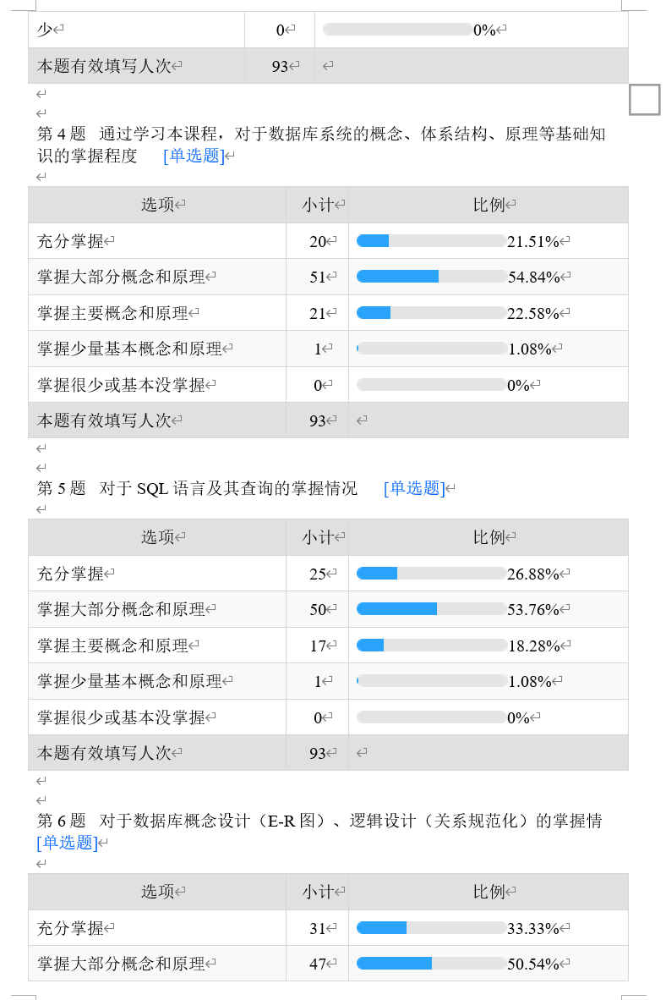 少 0 0%
本题有效填写人次 93
第 4 题 通过学习本课程，对于数据库系统的概念、体系结构、原理等基础知
识的掌握程度 [单选题]
选项 小计 比例
充分掌握 20 21.51%
掌握大部分概念和原理 51 54.84%
掌握主要概念和原理 21 22.58%
掌握少量基本概念和原理 1 1.08%
掌握很少或基本没掌握 0 0%
本题有效填写人次 93
第 5 题 对于 SQL 语言及其查询的掌握情况 [单选题]
选项 小计 比例
充分掌握 25 26.88%
掌握大部分概念和原理 50 53.76%
掌握主要概念和原理 17 18.28%
掌握少量基本概念和原理 1 1.08%
掌握很少或基本没掌握 0 0%
本题有效填写人次 93
第 6 题 对于数据库概念设计（E-R 图）、逻辑设计（关系规范化）的掌握情
[单选题]
选项 小计 比例
充分掌握 31 33.33%
掌握大部分概念和原理 47 50.54%